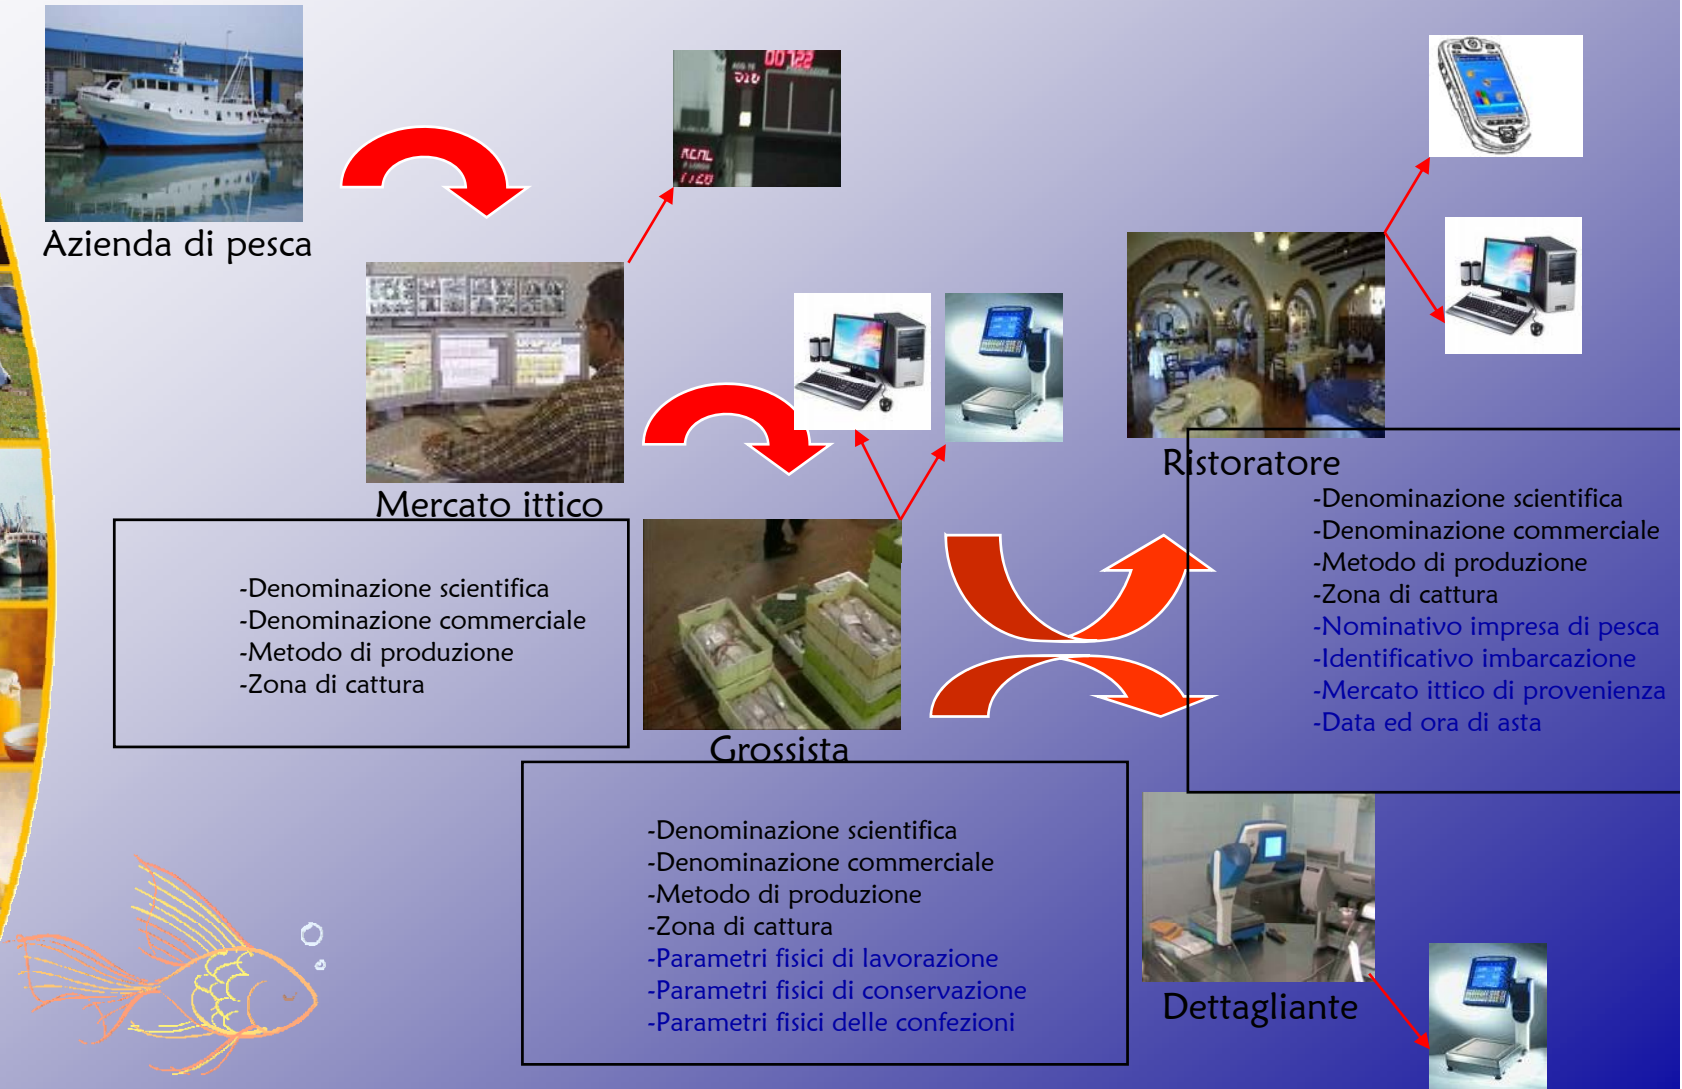 Azienda di pesca
Mercato ittico
-Denominazione scientifica
-Denominazione commerciale
-Metodo di produzione
-Zona di cattura
Grossista
-Denominazione scientifica
-Denominazione commerciale
-Metodo di produzione
-Zona di cattura
-Parametri fisici di lavorazione
-Parametri fisici di conservazione
-Parametri fisici delle confezioni
Ristoratore
-Denominazione scientifica
-Denominazione commerciale
-Metodo di produzione
-Zona di cattura
-Nominativo impresa di pesca
-Identificativo imbarcazione
-Mercato ittico di provenienza
-Data ed ora di asta
Dettagliante